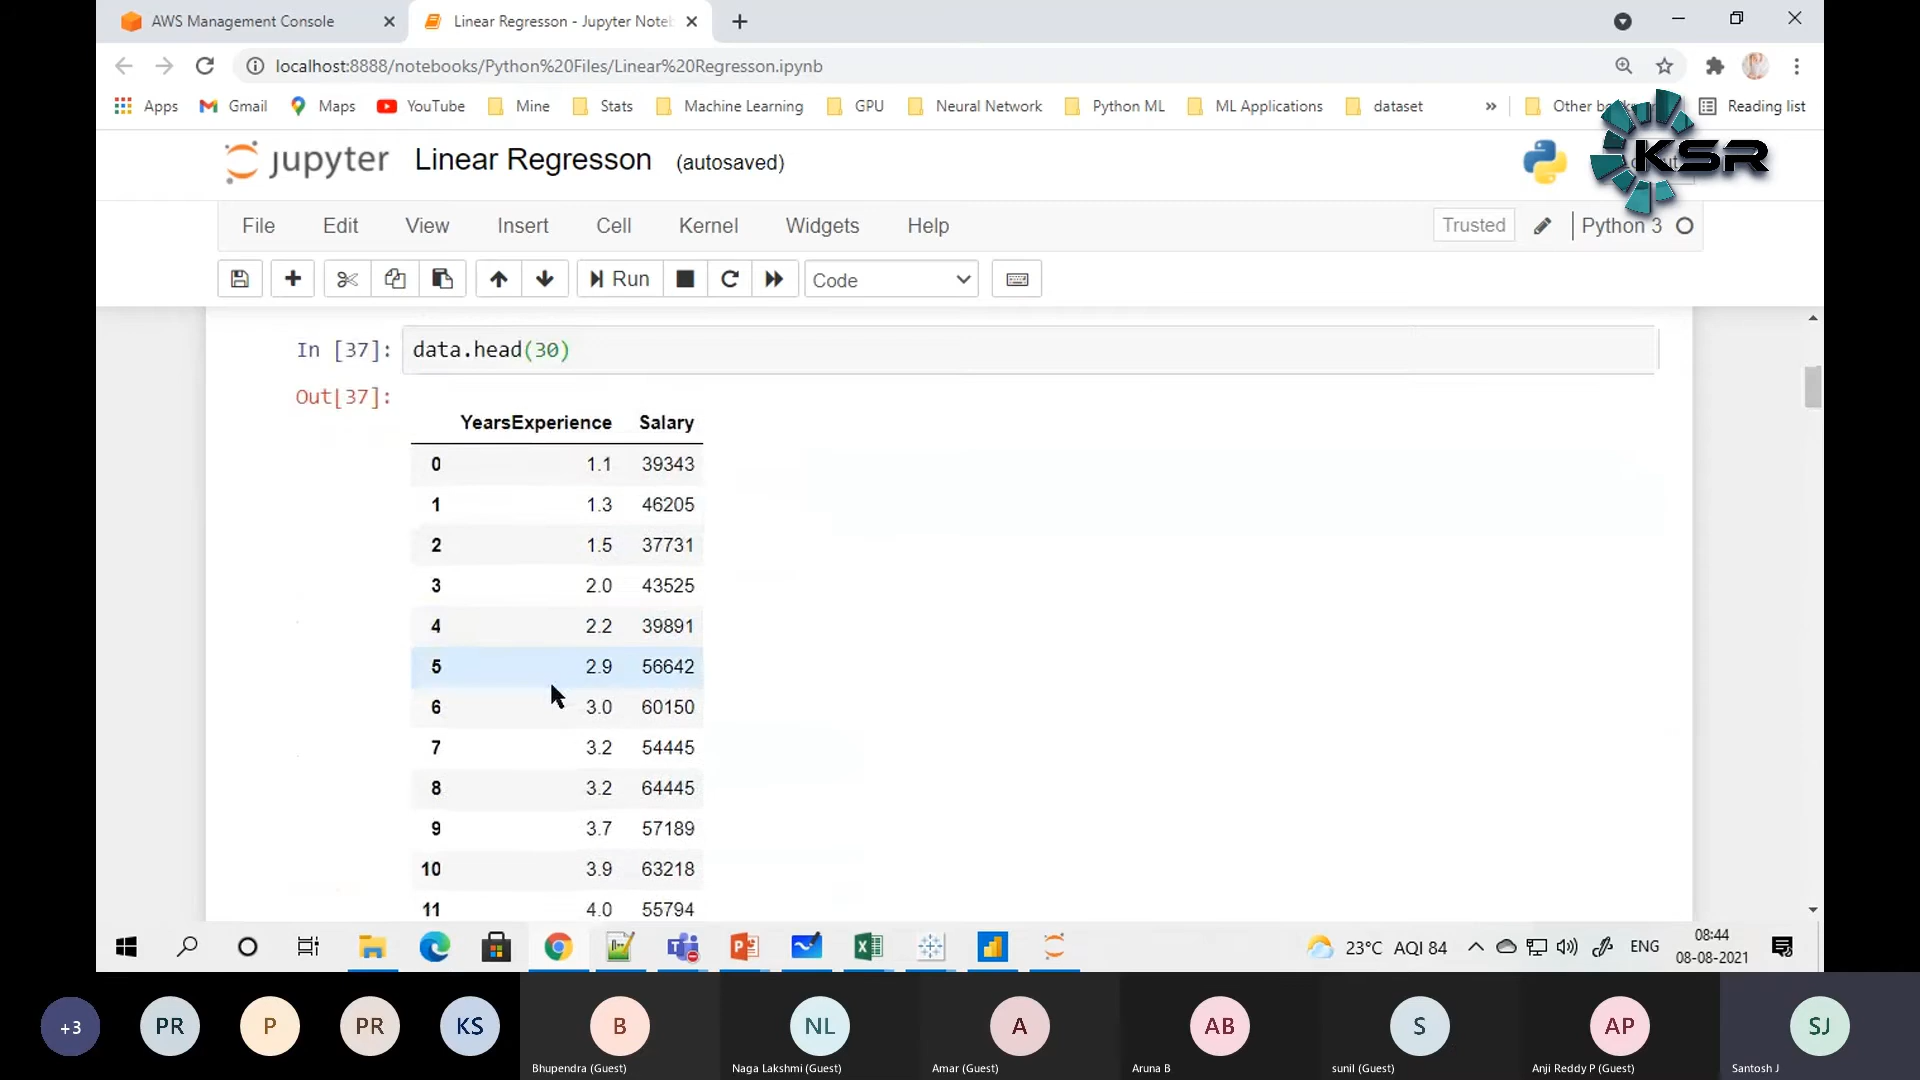 AWS Management Console
Linear Regresson - Jupyter Noteb
localhost:8888/notebooks/Python%20Files/Linear%20Regresson.ipynb
Apps Gmail Maps YouTube Mine Stats Machine Learning GPU Neural Network Python ML ML Applications dataset » Other bo Reading list
jupyter Linear Regresson (autosaved)
KSR
File Edit View Insert Cell Kernel Widgets Help Trusted Python 3
Run Code
In [37]: data.head(30)
Out[37]:
YearsExperience Salary
0 1.1 39343
1 1.3 46205
2 1.5 37731
3 2.0 43525
4 2.2 39891
5 2.9 56642
6 3.0 60150
7 3.2 54445
8 3.2 64445
9 3.7 57189
10 3.9 63218
11 4.0 55794
23°C AQI 84 ENG
08:44
08-08-2021
+3 PR P PR KS B NL A AB S AP SJ
Bhupendra (Guest) Naga Lakshmi (Guest) Amar (Guest) Aruna B sunil (Guest) Anji Reddy P (Guest) Santosh J